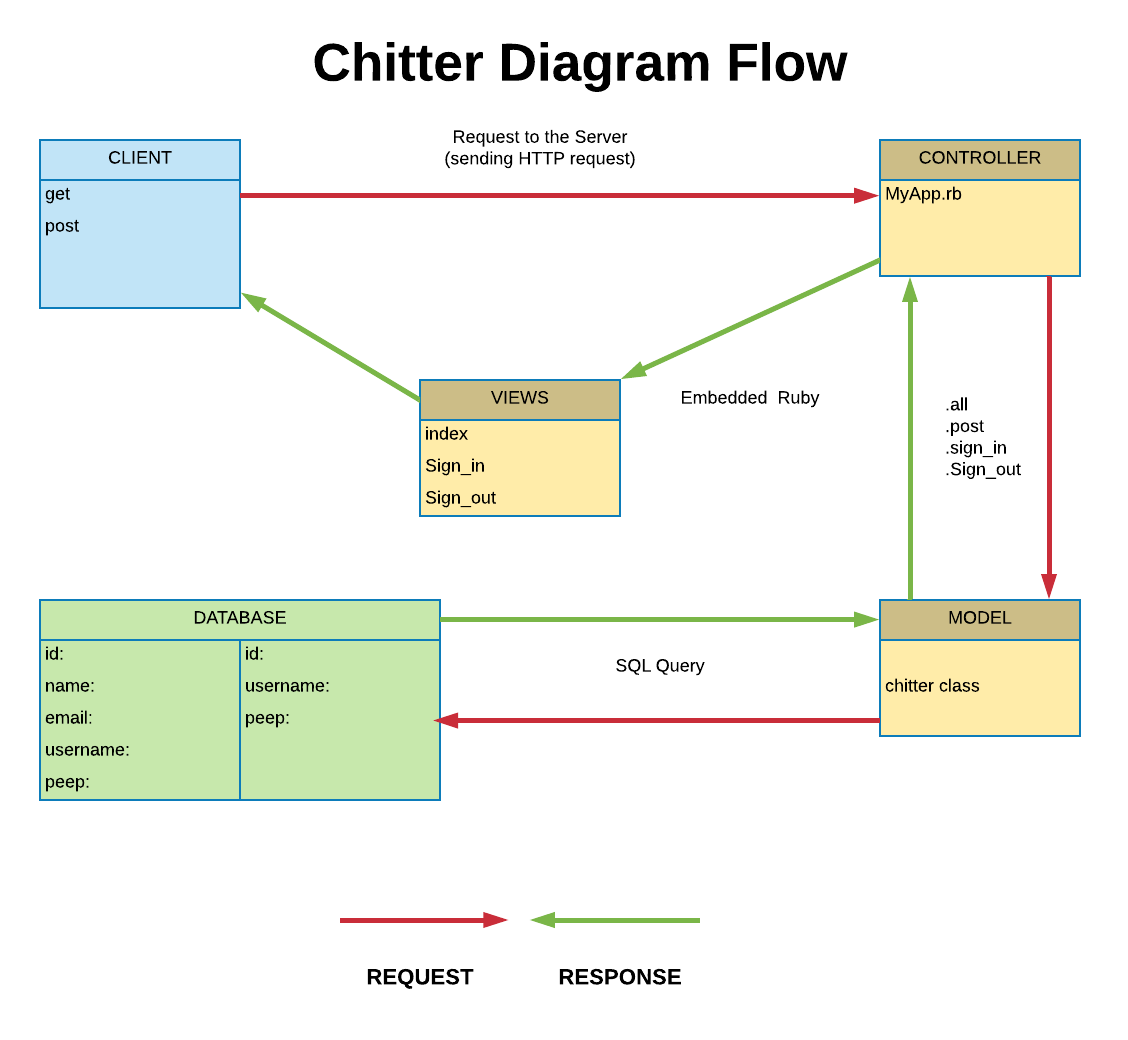 Chitter Diagram Flow
Request to the Server
(sending HTTP request)
CLIENT
get
post
CONTROLLER
MyApp.rb
VIEWS
index
Sign_in
Sign_out
Embedded  Ruby
.all
.post
.sign_in
.Sign_out
DATABASE
id:
name:
email:
username:
peep:
id:
username:
peep:
SQL Query
MODEL
chitter class
REQUEST
RESPONSE